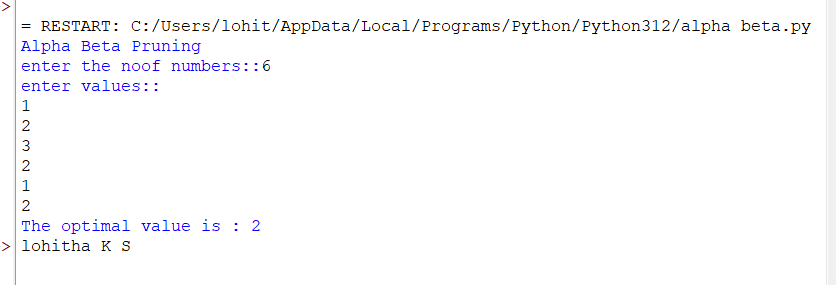 >
= RESTART: C:/Users/lohit/AppData/Local/Programs/Python/Python312/alpha beta.py
Alpha Beta Pruning
enter the noof numbers::6
enter values::
1
2
3
2
1
2
The optimal value is : 2
> lohitha K S